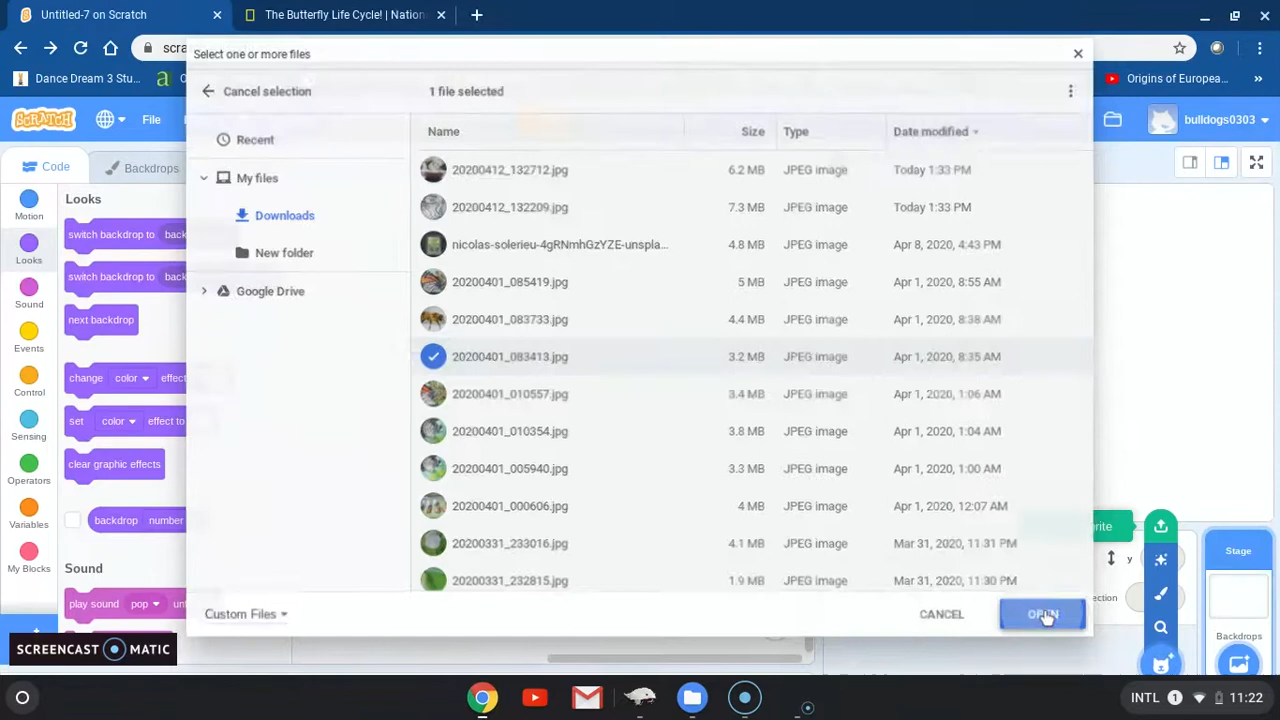 Untitled-7 on Scratch
The Butterfly Life Cycle! | Nation
scra
Dance Dream 3 Stu...
Origins of European...
»
Select one or more files
Cancel selection
1 file selected
SCRATCH
File
bulldogs0303
Recent
Name
Size
Type
Date modified
Code
Backdrops
My files
20200412_132712.jpg 6.2 MB JPEG image Today 1:33 PM
Downloads
20200412_132209.jpg 7.3 MB JPEG image Today 1:33 PM
New folder
nicolas-solerieu-4gRNmhGzYZE-unspla... 4.8 MB JPEG image Apr 8, 2020, 4:43 PM
20200401_085419.jpg 5 MB JPEG image Apr 1, 2020, 8:55 AM
Google Drive
20200401_083733.jpg 4.4 MB JPEG image Apr 1, 2020, 8:38 AM
20200401_083413.jpg 3.2 MB JPEG image Apr 1, 2020, 8:35 AM
20200401_010557.jpg 3.4 MB JPEG image Apr 1, 2020, 1:06 AM
20200401_010354.jpg 3.8 MB JPEG image Apr 1, 2020, 1:04 AM
20200401_005940.jpg 3.3 MB JPEG image Apr 1, 2020, 1:00 AM
20200401_000606.jpg 4 MB JPEG image Apr 1, 2020, 12:07 AM
20200331_233016.jpg 4.1 MB JPEG image Mar 31, 2020, 11:31 PM
20200331_232815.jpg 1.9 MB JPEG image Mar 31, 2020, 11:30 PM
Custom Files
CANCEL
OPEN
Motion
Looks
Sound
Events
Control
Sensing
Operators
Variables
My Blocks
Looks
switch backdrop to back
switch backdrop to back
next backdrop
change color effec
set color effect to
clear graphic effects
backdrop number
Sound
play sound pop un
rite
y
ection
Stage
Backdrops
SCREENCAST MATIC
INTL 1 11:22